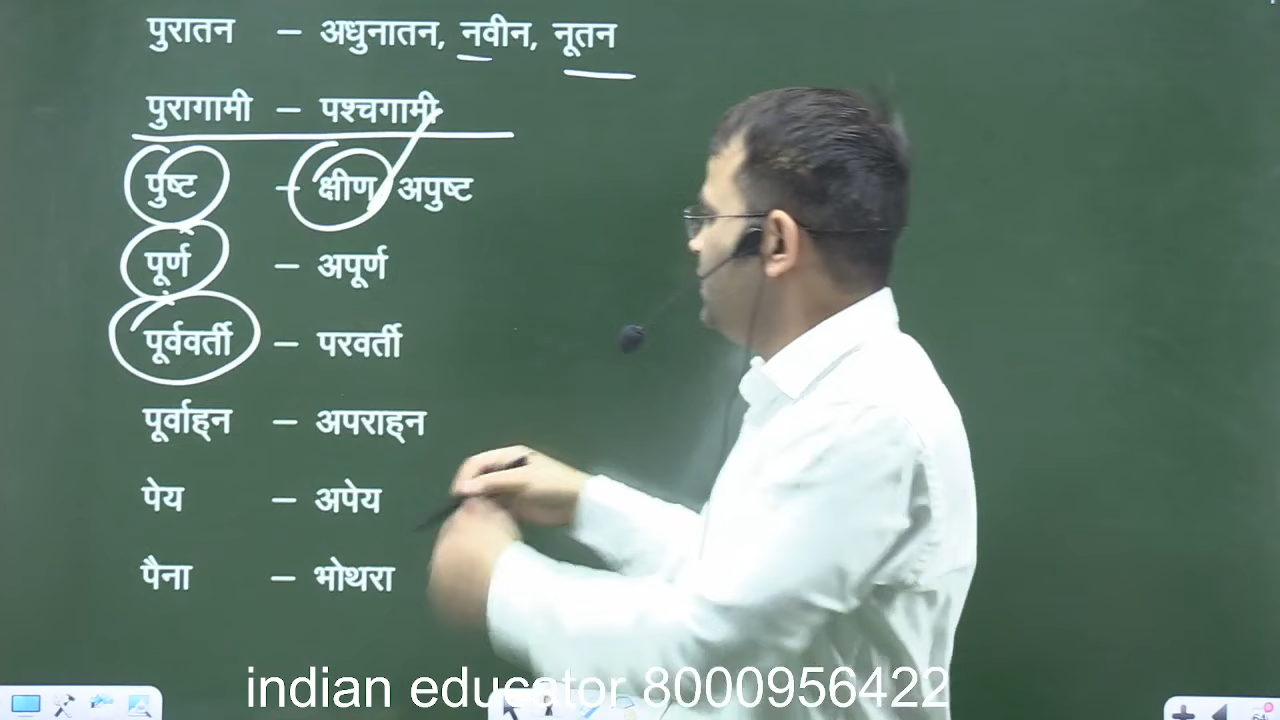 पुरातन – अधुनातन, नवीन, नूतन
पुरागामी – पश्चगामी
पुष्ट – क्षीण, अपुष्ट
पूर्ण – अपूर्ण
पूर्ववर्ती – परवर्ती
पूर्वाह्‌न – अपराह्‌न
पेय – अपेय
पैना – भोथरा
indian educator 8000956422